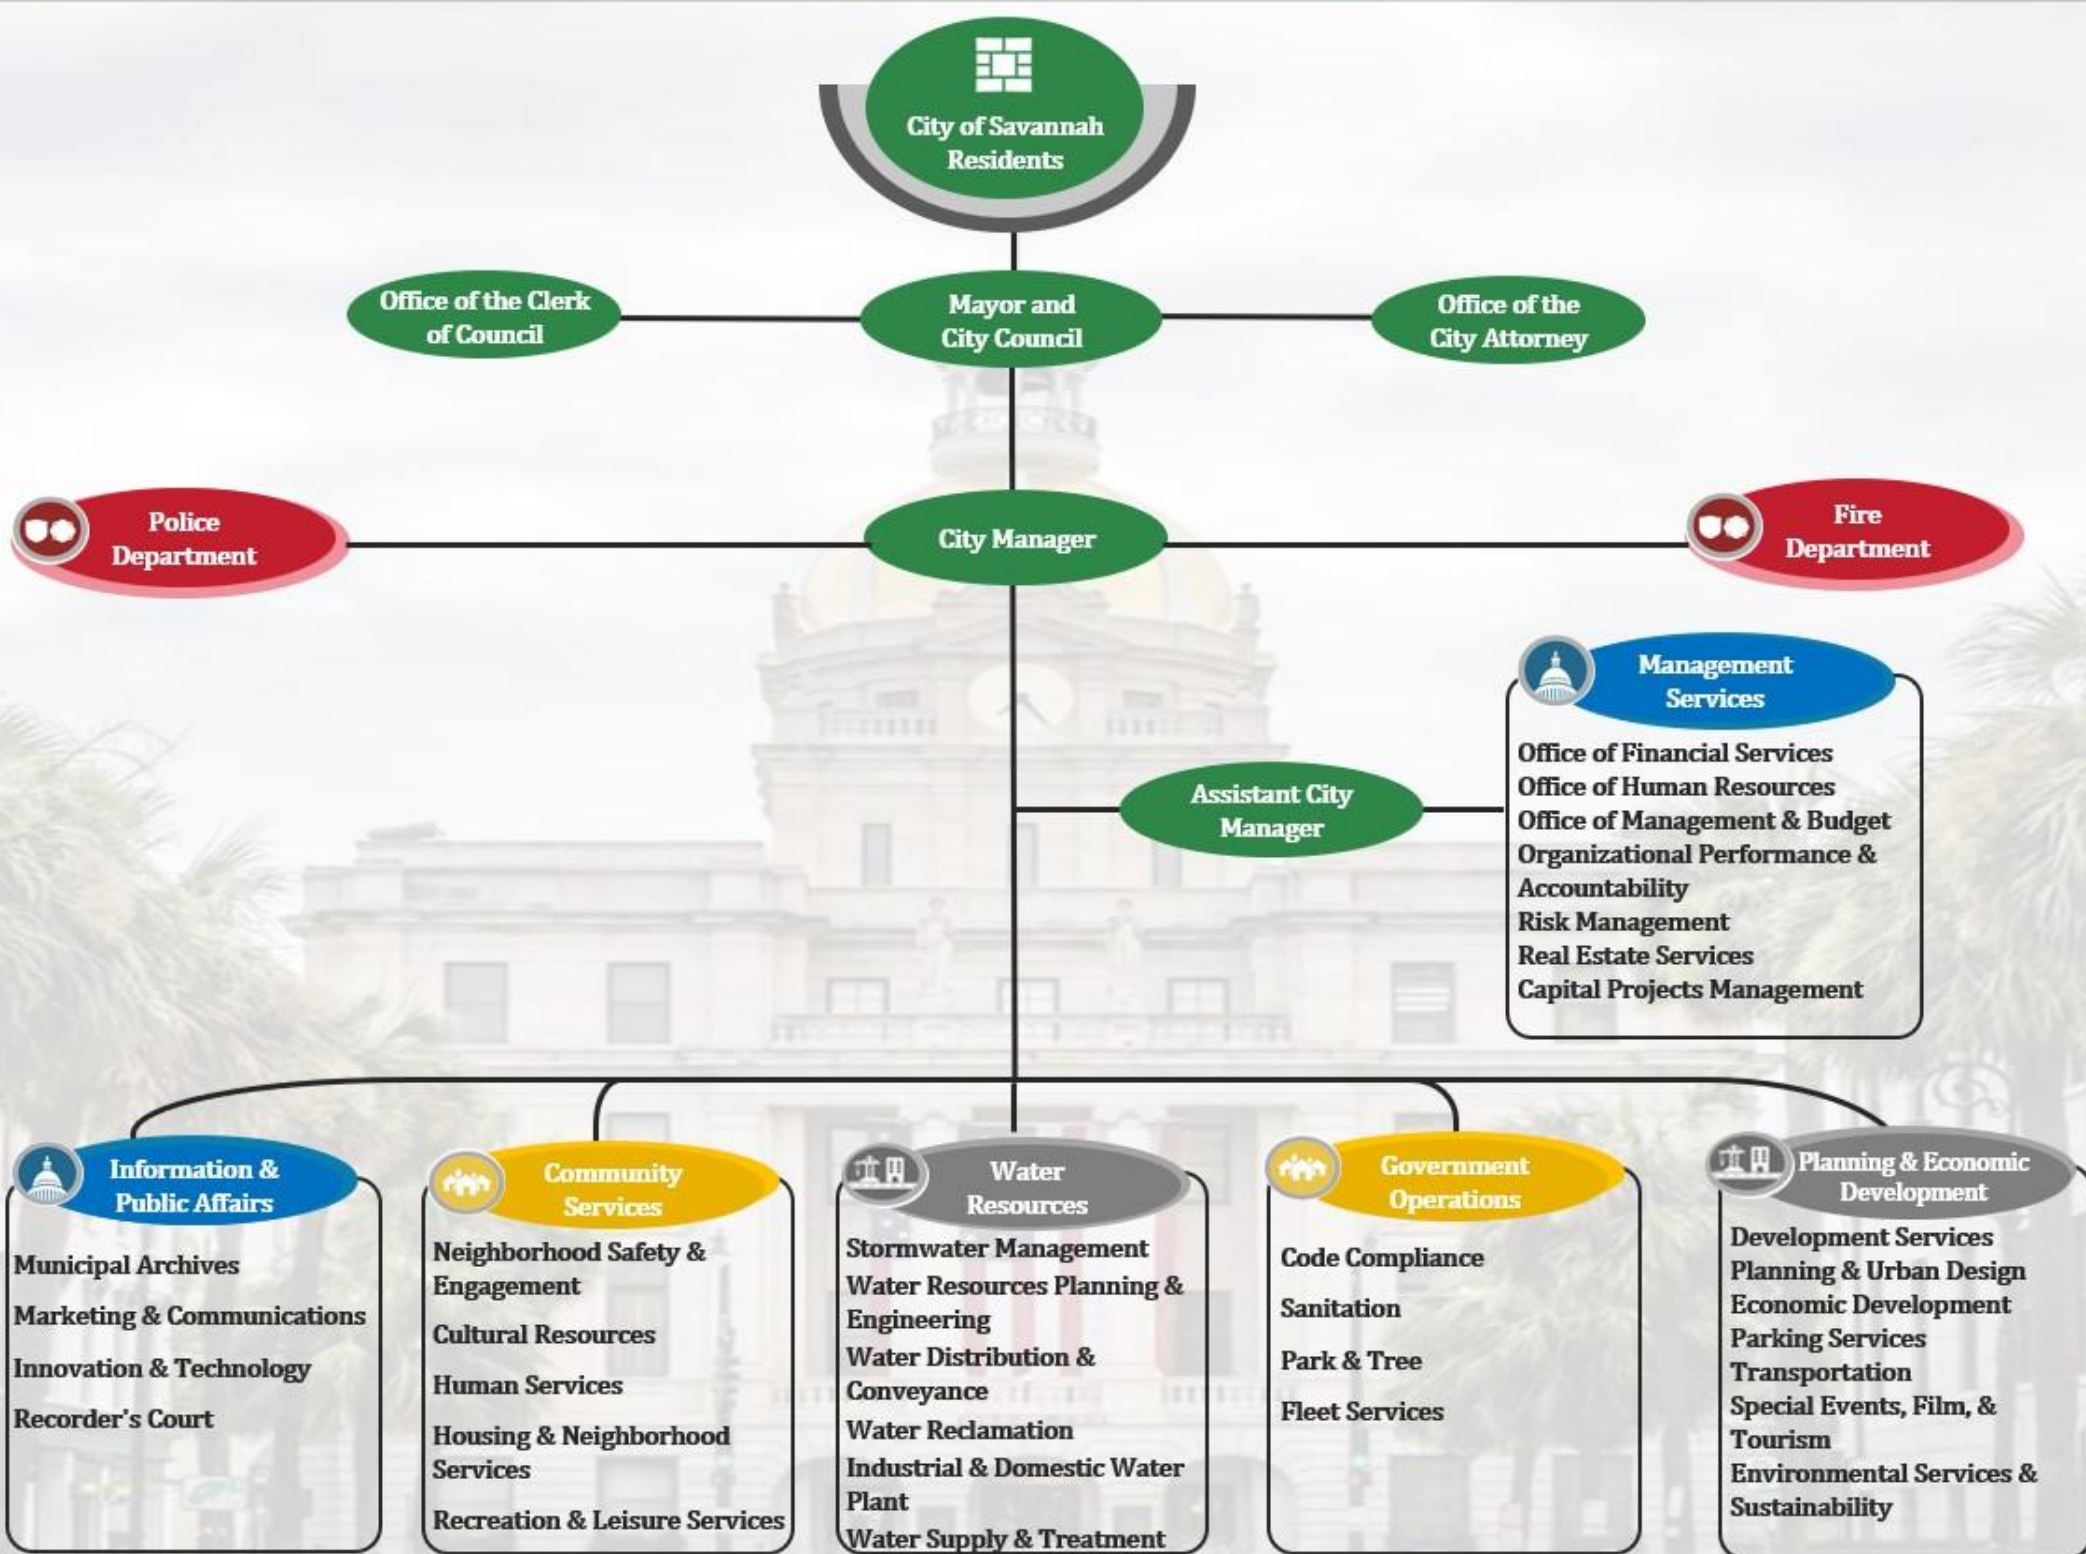 City of Savannah
Residents
Office of the Clerk
of Council
Mayor and
City Council
Office of the
City Attorney
Police
Department
City Manager
Fire
Department
Management
Services
Office of Financial Services
Office of Human Resources
Office of Management & Budget
Organizational Performance &
Accountability
Risk Management
Real Estate Services
Capital Projects Management
Assistant City
Manager
Information &
Public Affairs
Municipal Archives
Marketing & Communications
Innovation & Technology
Recorder's Court
Community
Services
Neighborhood Safety &
Engagement
Cultural Resources
Human Services
Housing & Neighborhood
Services
Recreation & Leisure Services
Water
Resources
Stormwater Management
Water Resources Planning &
Engineering
Water Distribution &
Conveyance
Water Reclamation
Industrial & Domestic Water
Plant
Water Supply & Treatment
Government
Operations
Code Compliance
Sanitation
Park & Tree
Fleet Services
Planning & Economic
Development
Development Services
Planning & Urban Design
Economic Development
Parking Services
Transportation
Special Events, Film, &
Tourism
Environmental Services &
Sustainability